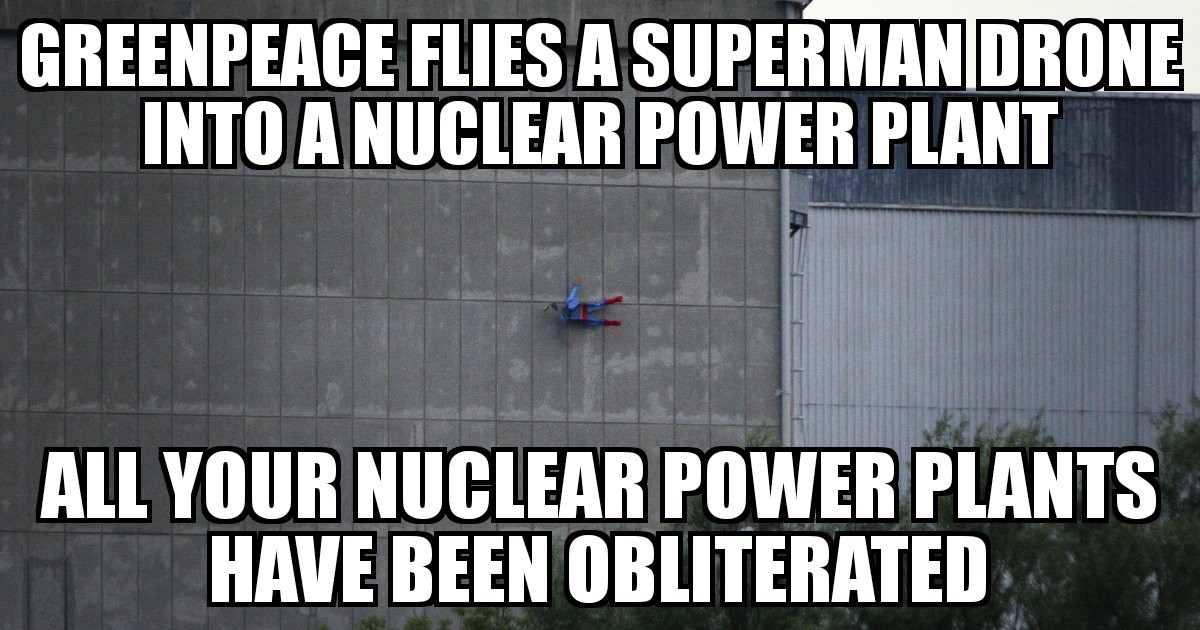 GREENPEACE FLIES A SUPERMAN DRONE
INTO A NUCLEAR POWER PLANT
ALL YOUR NUCLEAR POWER PLANTS
HAVE BEEN OBLITERATED